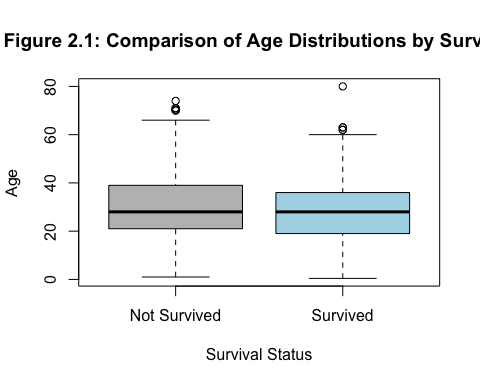 Figure 2.1: Comparison of Age Distributions by Surv
80
60
40
20
0
Age
Not Survived
Survived
Survival Status